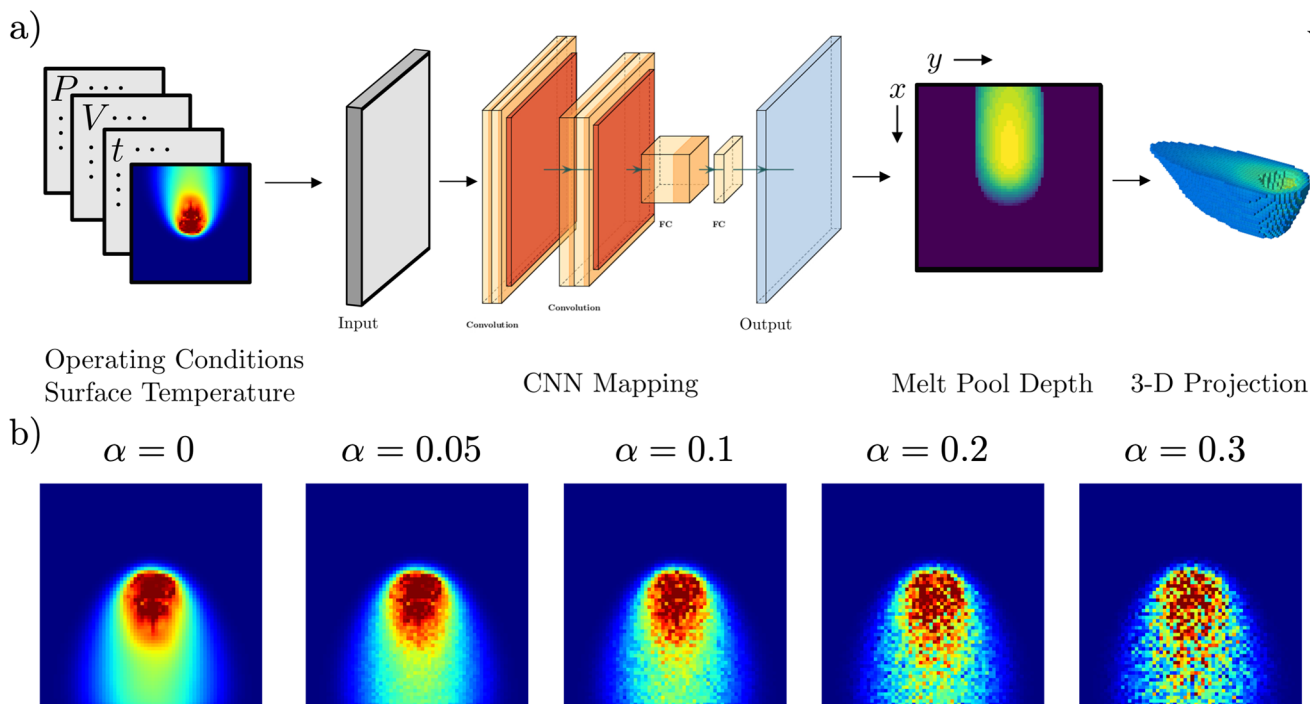 a)
P ...
V ...
t ...
y
x
FC
FC
Convolution
Convolution
Input
Output
Operating Conditions
Surface Temperature
CNN Mapping
Melt Pool Depth
3-D Projection
b)
α = 0
α = 0.05
α = 0.1
α = 0.2
α = 0.3